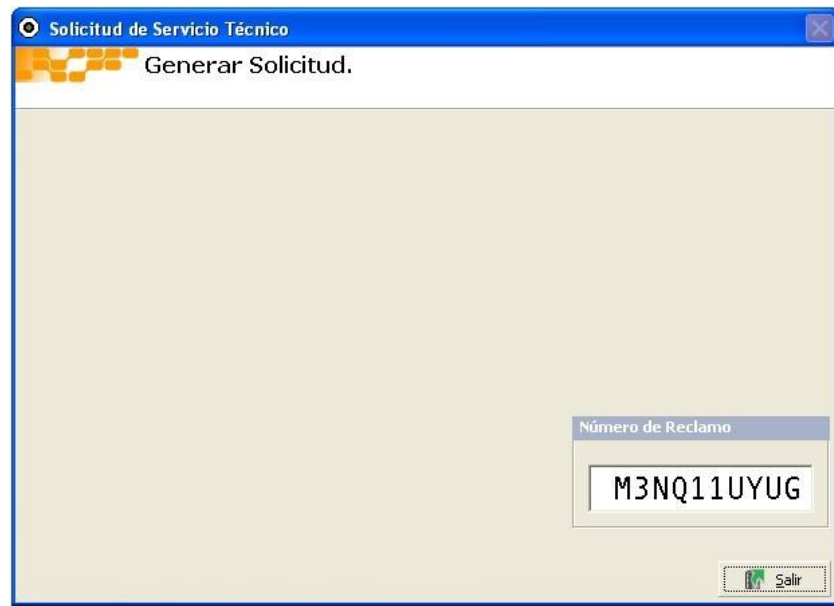 Solicitud de Servicio Técnico
Generar Solicitud.
Número de Reclamo
M3NQ11UYUG
Salir